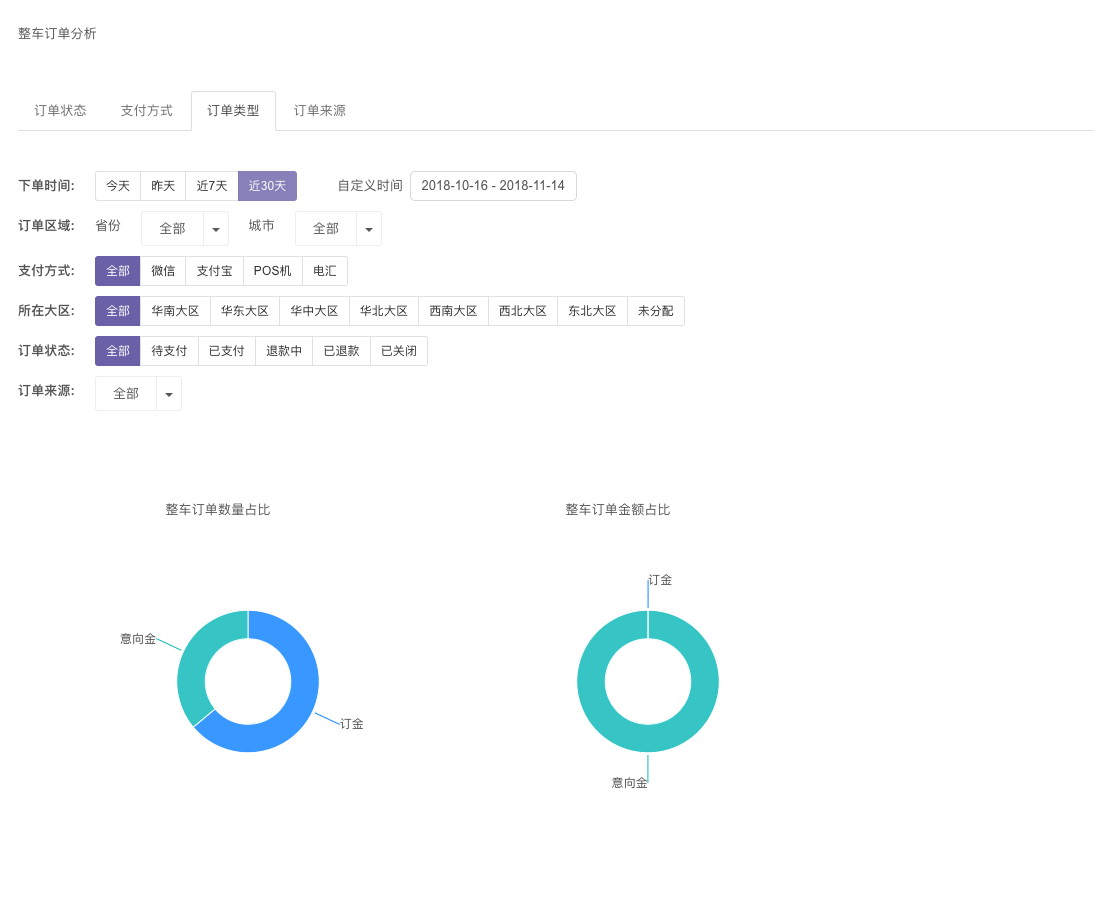 整车订单分析
订单状态 支付方式 订单类型 订单来源
下单时间: 今天 昨天 近7天 近30天 自定义时间 2018-10-16 - 2018-11-14
订单区域: 省份 全部 城市 全部
支付方式: 全部 微信 支付宝 POS机 电汇
所在大区: 全部 华南大区 华东大区 华中大区 华北大区 西南大区 西北大区 东北大区 未分配
订单状态: 全部 待支付 已支付 退款中 已退款 已关闭
订单来源: 全部
整车订单数量占比 整车订单金额占比
订金
意向金
订金
意向金